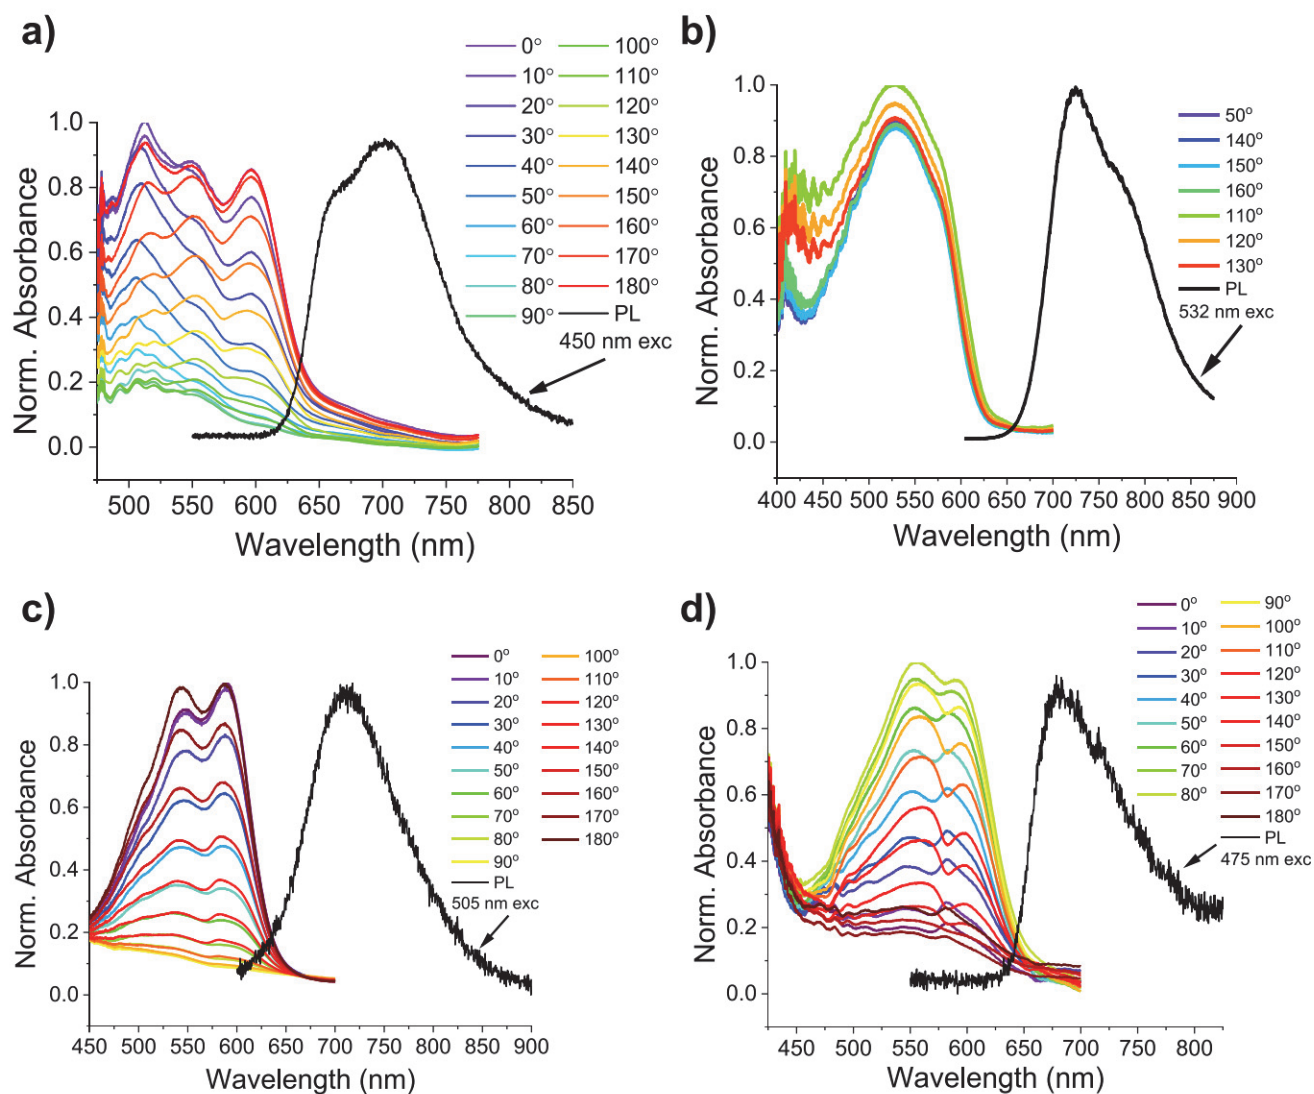 a)
0° 100°
10° 110°
20° 120°
30° 130°
40° 140°
50° 150°
60° 160°
70° 170°
80° 180°
90° PL
450 nm exc
Norm. Absorbance
1.0
0.8
0.6
0.4
0.2
0.0
500 550 600 650 700 750 800 850
Wavelength (nm)
b)
50°
140°
150°
160°
110°
120°
130°
PL
532 nm exc
Norm. Absorbance
1.0
0.8
0.6
0.4
0.2
0.0
400 450 500 550 600 650 700 750 800 850 900
Wavelength (nm)
c)
0° 100°
10° 110°
20° 120°
30° 130°
40° 140°
50° 150°
60° 160°
70° 170°
80° 180°
90°
PL
505 nm exc
Norm. Absorbance
1.0
0.8
0.6
0.4
0.2
0.0
450 500 550 600 650 700 750 800 850 900
Wavelength (nm)
d)
0° 90°
10° 100°
20° 110°
30° 120°
40° 130°
50° 140°
60° 150°
70° 160°
80° 170°
180°
PL
475 nm exc
Norm. Absorbance
1.0
0.8
0.6
0.4
0.2
0.0
450 500 550 600 650 700 750 800
Wavelength (nm)